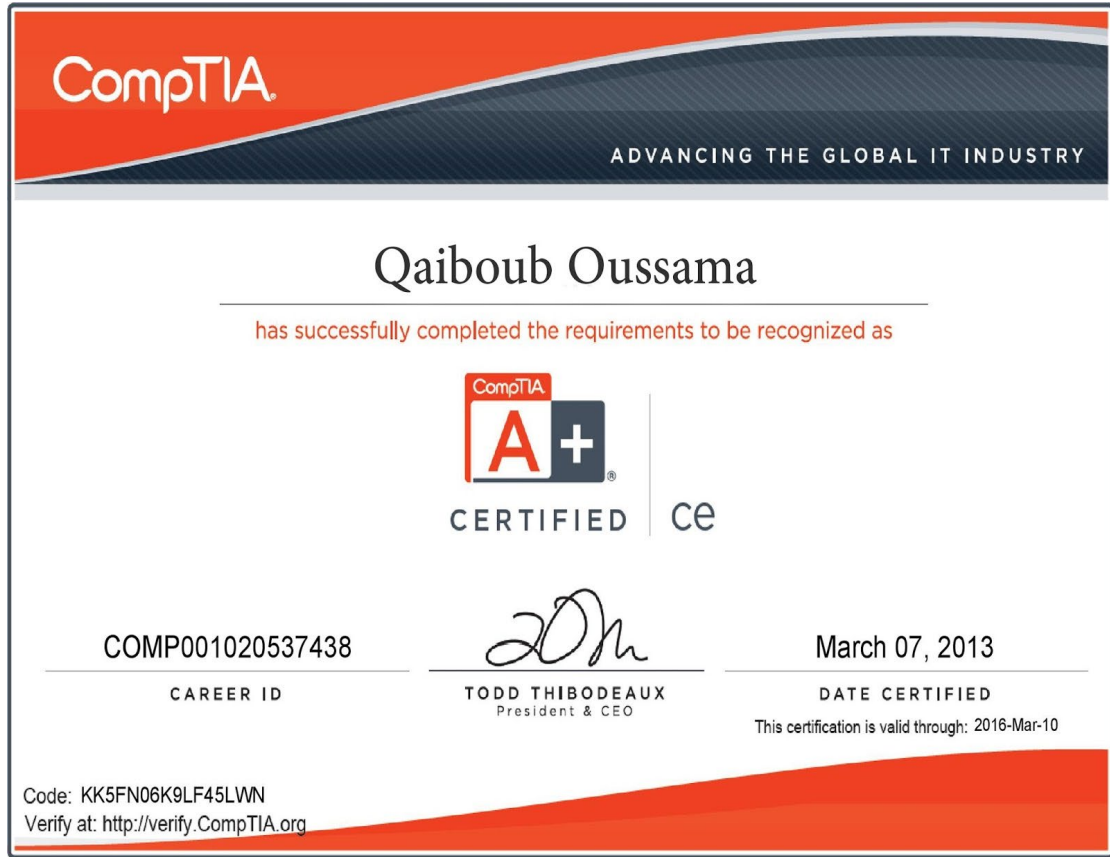 CompTIA®
ADVANCING THE GLOBAL IT INDUSTRY
Qaiboub Oussama
has successfully completed the requirements to be recognized as
CompTIA
A+®
CERTIFIED | ce
COMP001020537438
CAREER ID
TODD THIBODEAUX
President & CEO
March 07, 2013
DATE CERTIFIED
This certification is valid through: 2016-Mar-10
Code: KK5FN06K9LF45LWN
Verify at: http://verify.CompTIA.org